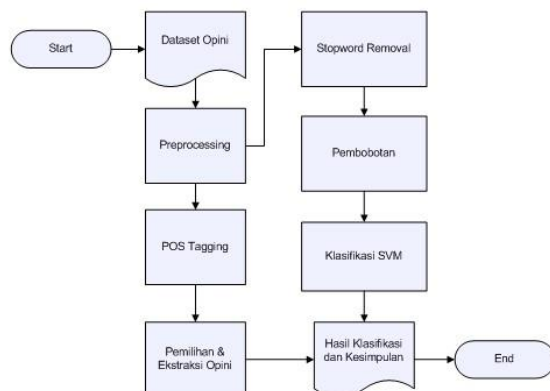 Start
Dataset Opini
Preprocessing
POS Tagging
Pemilihan &
Ekstraksi Opini
Stopword Removal
Pembobotan
Klasifikasi SVM
Hasil Klasifikasi
dan Kesimpulan
End